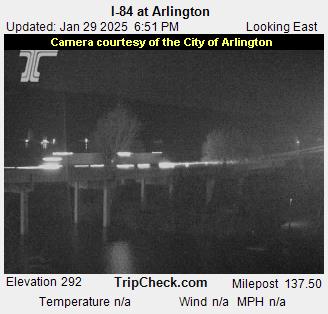 I-84 at Arlington
Updated: Jan 29 2025 6:51 PM Looking East
Camera courtesy of the City of Arlington
Elevation 292 TripCheck.com Milepost 137.50
Temperature n/a Wind n/a MPH n/a